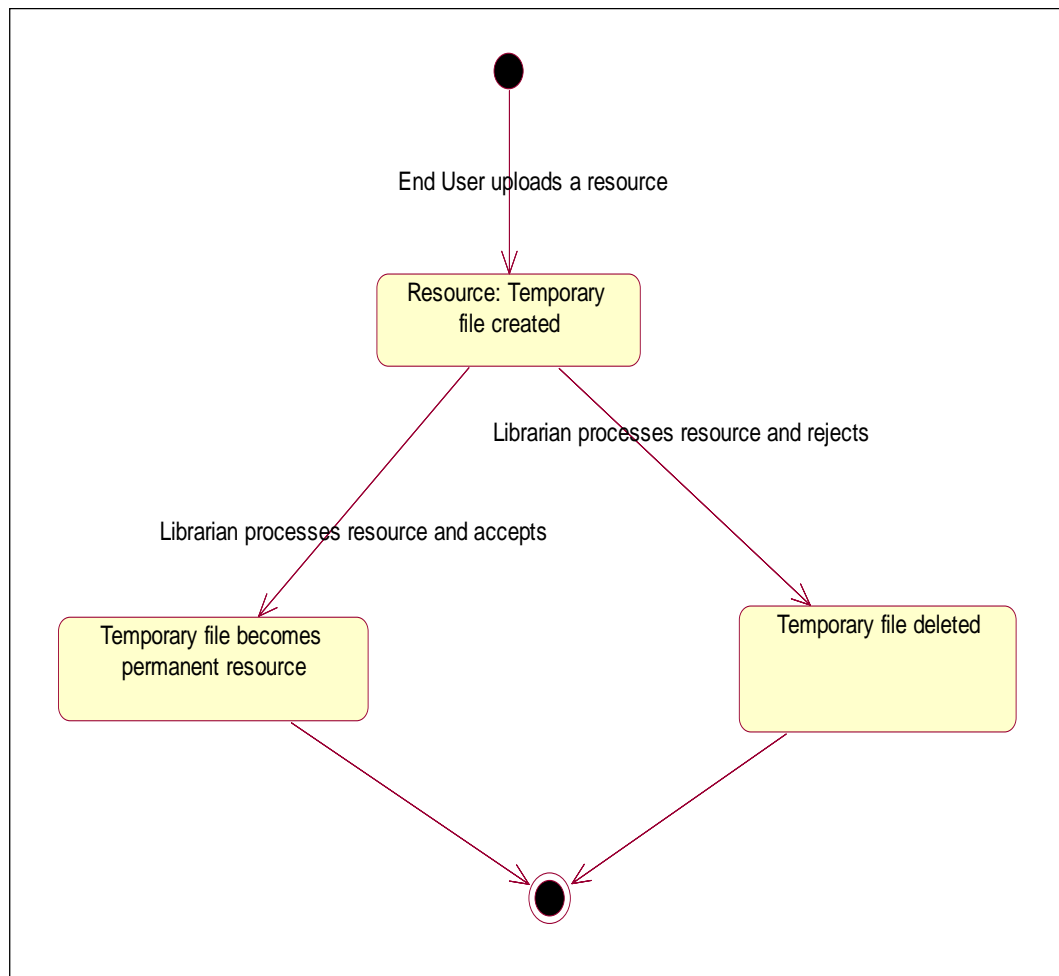 End User uploads a resource
Resource: Temporary
file created
Librarian processes resource and rejects
Librarian processes resource and accepts
Temporary file becomes
permanent resource
Temporary file deleted